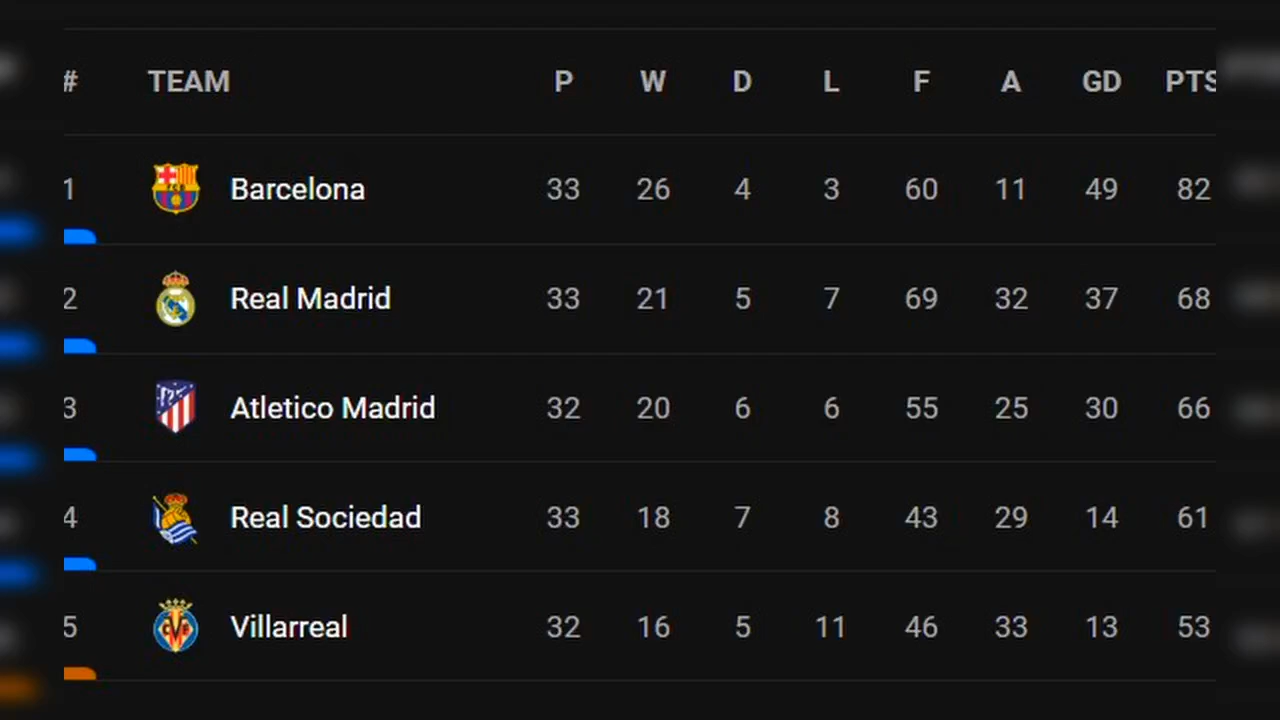 # TEAM P W D L F A GD PTS
1 Barcelona 33 26 4 3 60 11 49 82
2 Real Madrid 33 21 5 7 69 32 37 68
3 Atletico Madrid 32 20 6 6 55 25 30 66
4 Real Sociedad 33 18 7 8 43 29 14 61
5 Villarreal 32 16 5 11 46 33 13 53